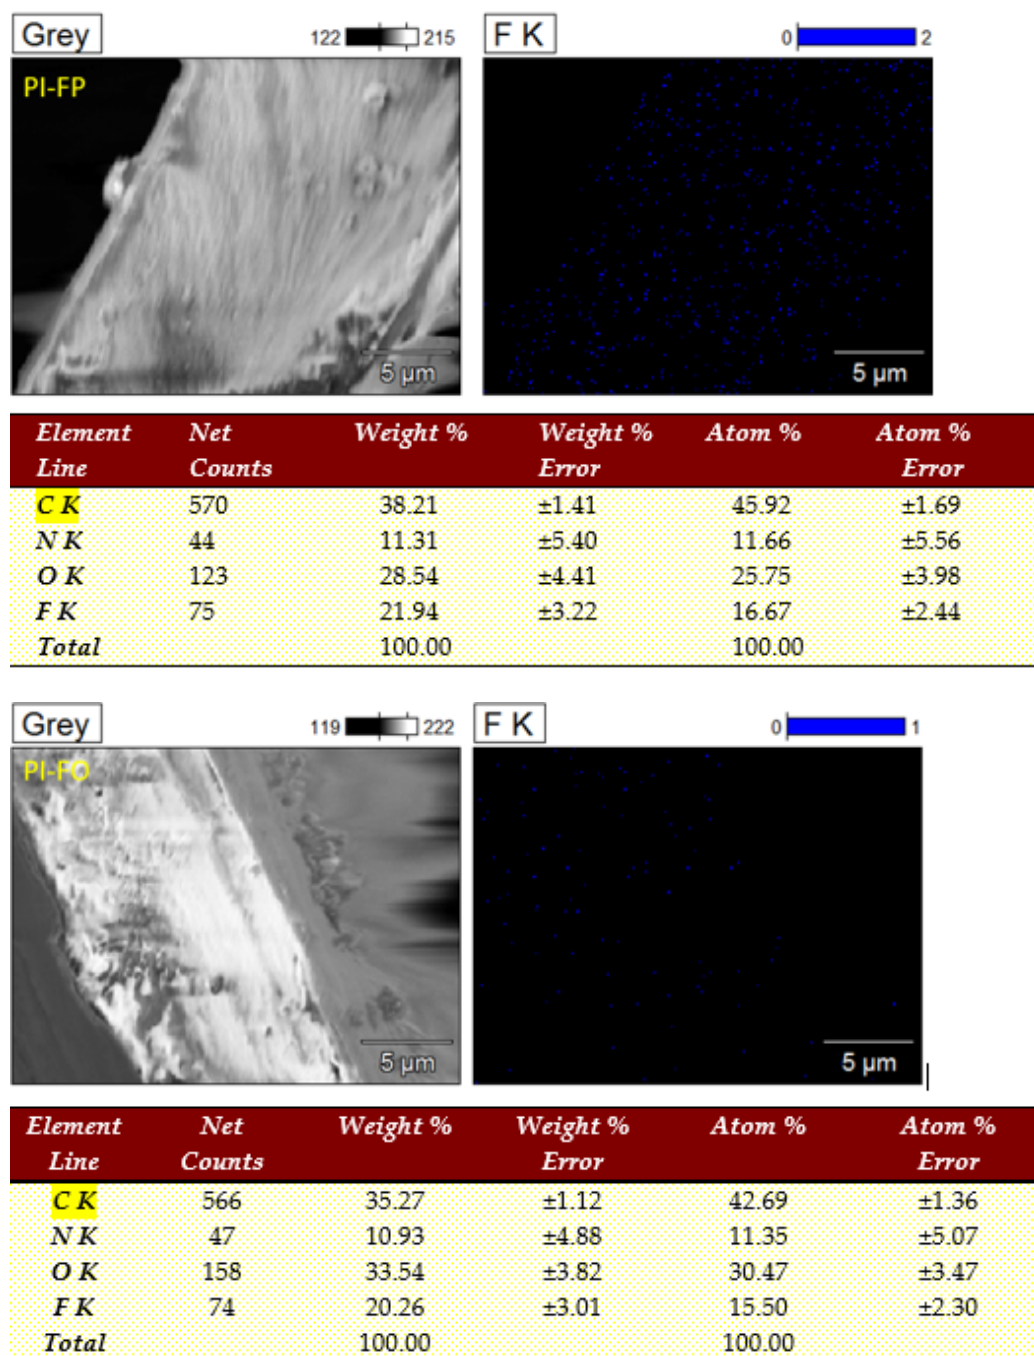 Grey 122 215 F K 0 2
PI-FP
5 μm 5 μm
Element Net Weight % Weight % Atom % Atom %
Line Counts Error Error
C K 570 38.21 ±1.41 45.92 ±1.69
N K 44 11.31 ±5.40 11.66 ±5.56
O K 123 28.54 ±4.41 25.75 ±3.98
F K 75 21.94 ±3.22 16.67 ±2.44
Total 100.00 100.00
Grey 119 222 F K 0 1
PI-FO
5 μm 5 μm
Element Net Weight % Weight % Atom % Atom %
Line Counts Error Error
C K 566 35.27 ±1.12 42.69 ±1.36
N K 47 10.93 ±4.88 11.35 ±5.07
O K 158 33.54 ±3.82 30.47 ±3.47
F K 74 20.26 ±3.01 15.50 ±2.30
Total 100.00 100.00